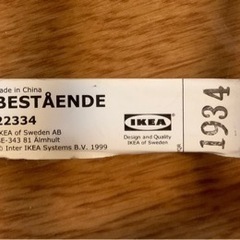 ade in China
BESTÅENDE
22334
IKEA of Sweden AB
SE-343 81 Älmhult
© Inter IKEA Systems B.V. 1999
IKEA
Design and Quality
IKEA of Sweden
1934